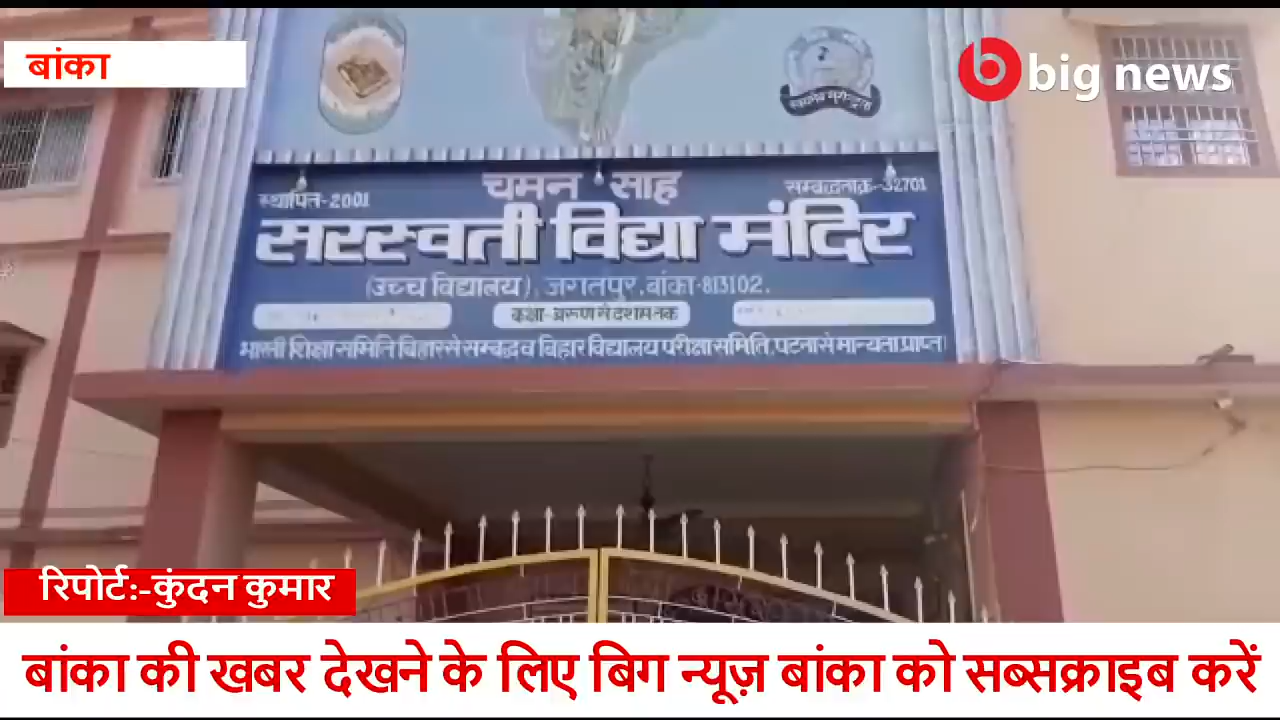 बांका
big news
चमन साह
स्थापित-2001
सम्बद्धताक्र.-32701
सरस्वती विद्या मंदिर
(उच्च विद्यालय), जगतपुर, बांका-813102.
कक्षा-अरुण से दशम तक
भारती शिक्षा समिति बिहार से सम्बद्ध व बिहार विद्यालय परीक्षा समिति, पटना से मान्यता प्राप्त
रिपोर्ट:-कुंदन कुमार
बांका की खबर देखने के लिए बिग न्यूज़ बांका को सब्सक्राइब करें